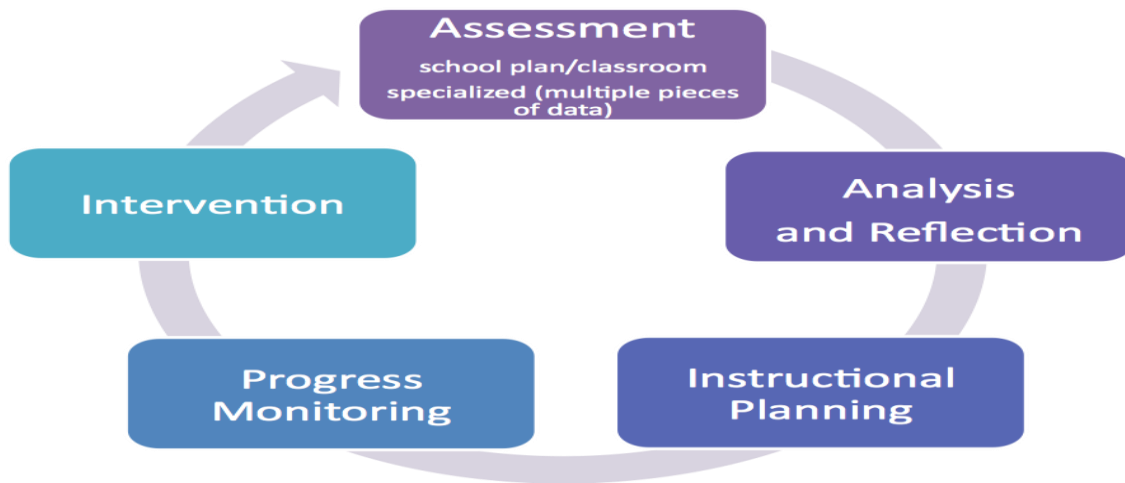 Assessment
school plan/classroom
specialized (multiple pieces
of data)
Analysis
and Reflection
Instructional
Planning
Progress
Monitoring
Intervention